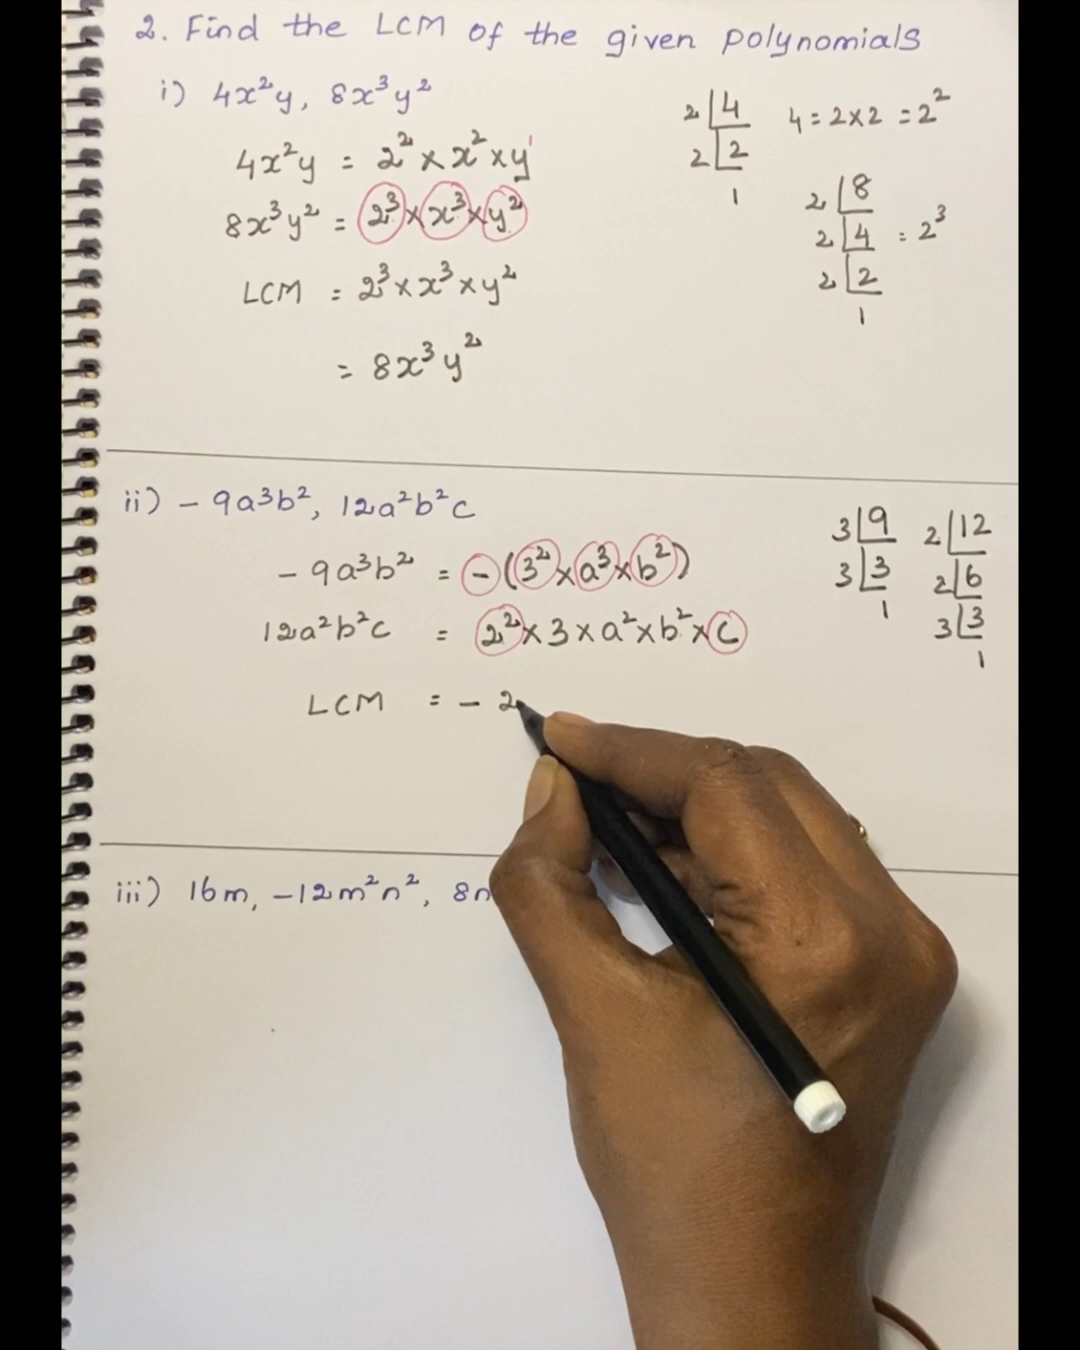 2. Find the LCM of the given polynomials
i) 4x²y, 8x³y²
4x²y = 2² × x² × y¹
8x³y² = 2³ × x³ × y²
LCM = 2³ × x³ × y²
= 8x³y²
2 | 4
2 | 2
1
4 = 2 × 2 = 2²
2 | 8
2 | 4 = 2³
2 | 2
1
ii) - 9a³b², 12a²b²c
- 9a³b² = - (3² × a³ × b²)
12a²b²c = 2² × 3 × a² × b² × c
LCM = - 2
3 | 9
3 | 3
1
2 | 12
2 | 6
3 | 3
1
iii) 16m, -12m²n², 8n